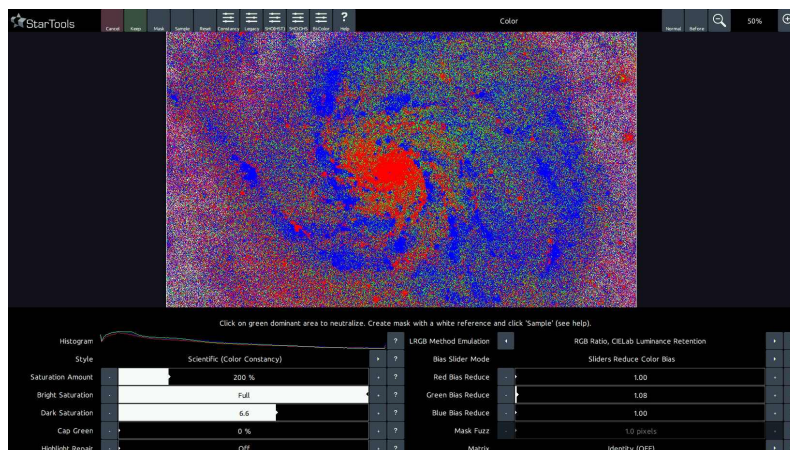 StarTools
Color
50%
Cancel Keep Mask Sample Reset Constancy Legacy SHO(HST) SHO:OHS Bi-Color Help
Normal Before
Click on green dominant area to neutralize. Create mask with a white reference and click 'Sample' (see help).
Histogram ? LRGB Method Emulation RGB Ratio, CIELab Luminance Retention
Style Scientific (Color Constancy) ? Bias Slider Mode Sliders Reduce Color Bias
Saturation Amount - 200 % + ? Red Bias Reduce - 1.00 +
Bright Saturation - Full + ? Green Bias Reduce - 1.08 +
Dark Saturation - 6.6 + ? Blue Bias Reduce - 1.00 +
Cap Green - 0 % + ? Mask Fuzz - 1.0 pixels +
Highlight Repair Off ? Matrix Identity (OFF)